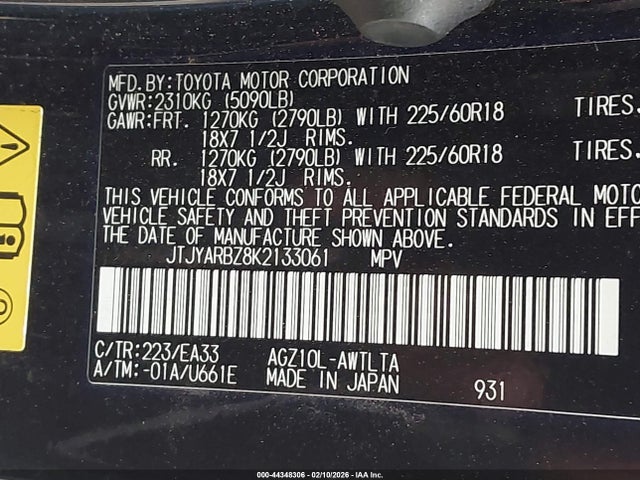 MFD.BY:TOYOTA MOTOR CORPORATION
GVWR:2310KG (5090LB)
GAWR:FRT. 1270KG (2790LB) WITH 225/60R18 TIRES.
18X7 1/2J RIMS.
RR. 1270KG (2790LB) WITH 225/60R18 TIRES.
18X7 1/2J RIMS.
THIS VEHICLE CONFORMS TO ALL APPLICABLE FEDERAL MOTO
VEHICLE SAFETY AND THEFT PREVENTION STANDARDS IN EFF
THE DATE OF MANUFACTURE SHOWN ABOVE.
JTJYARBZ8K2133061 MPV
C/TR:223/EA33 AGZ10L-AWTLTA
A/TM:-01A/U661E MADE IN JAPAN 931
000-44348306 - 02/10/2026 - IAA Inc.